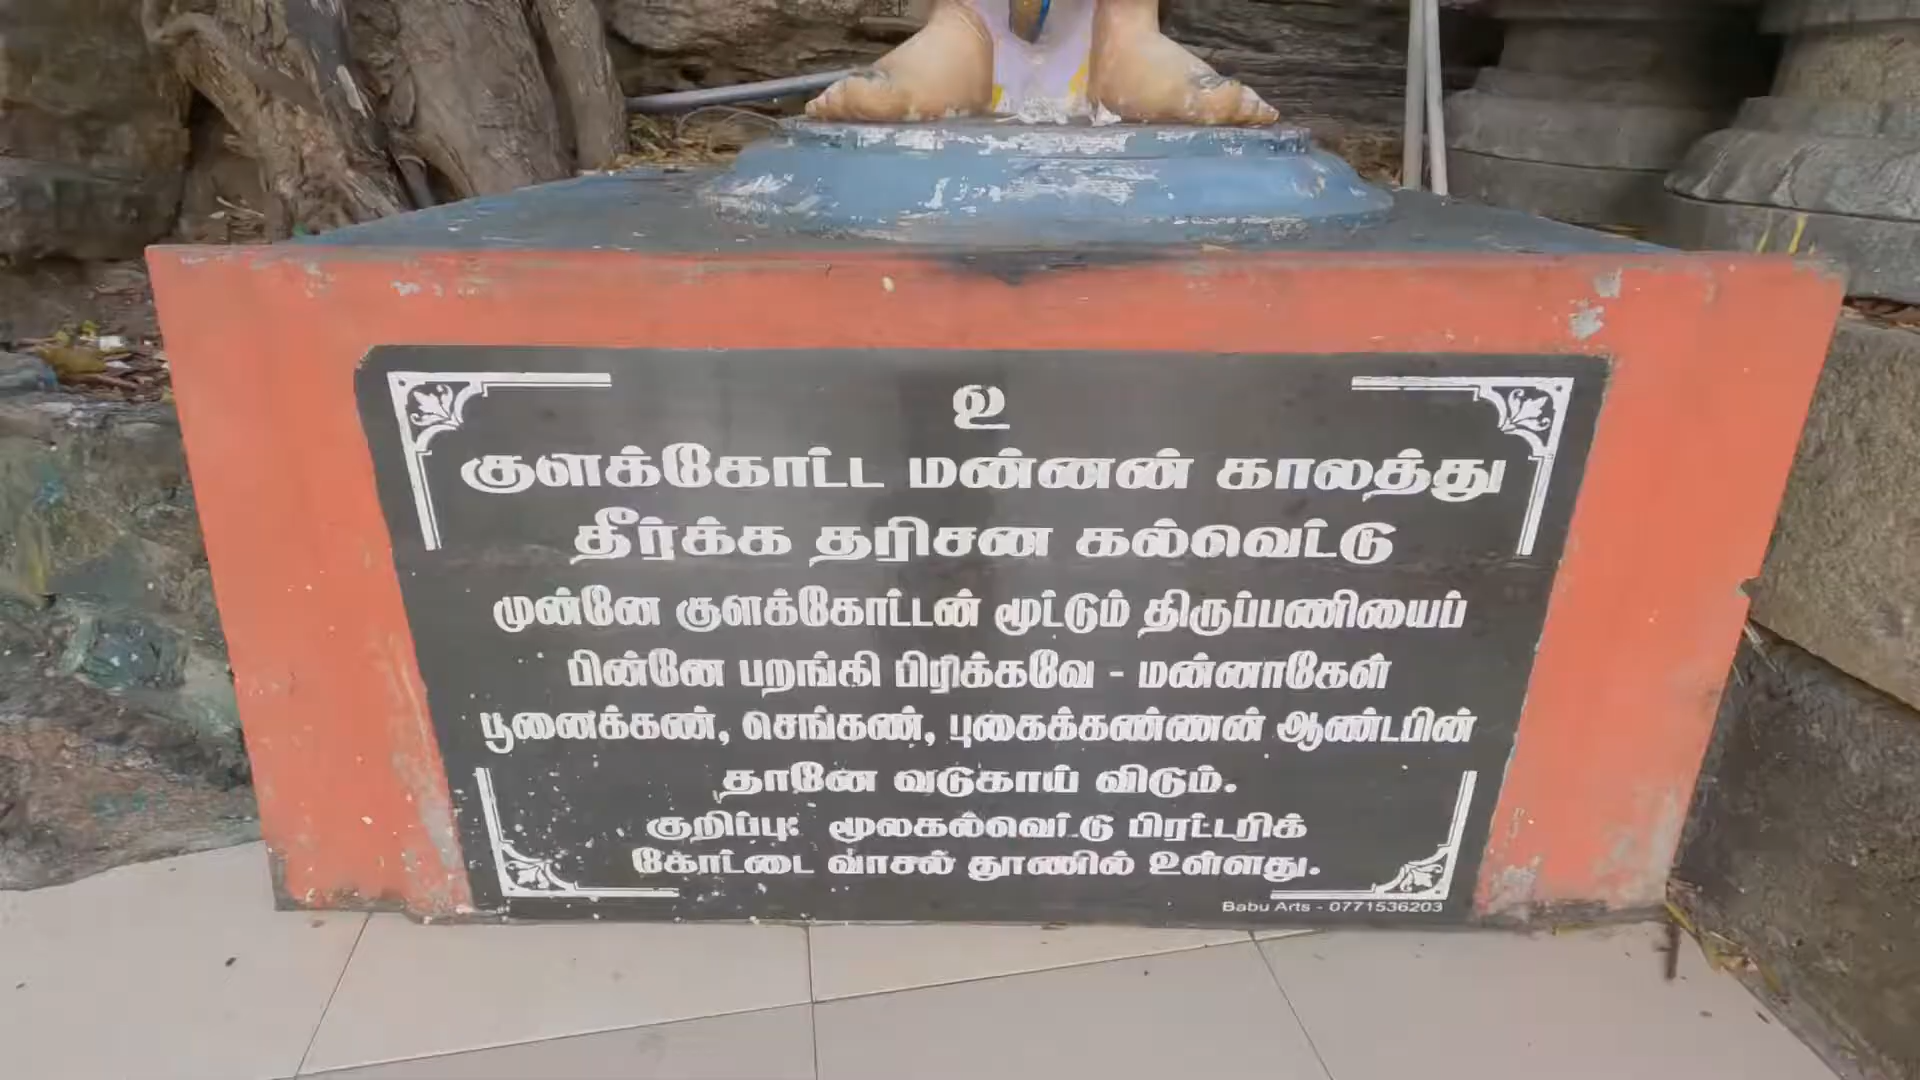 உ
குளக்கோட்ட மன்னன் காலத்து
தீர்க்க தரிசன கல்வெட்டு
முன்னே குளக்கோட்டன் மூட்டும் திருப்பணியைப்
பின்னே பறங்கி பிரிக்கவே - மன்னாகேள்
பூனைக்கண், செங்கண், புகைக்கண்ணன் ஆண்டபின்
தானே வடுகாய் விடும்.
குறிப்பு: மூலகல்வெட்டு பிரட்டரிக்
கோட்டை வாசல் தூணில் உள்ளது.
Babu Arts - 0771536203